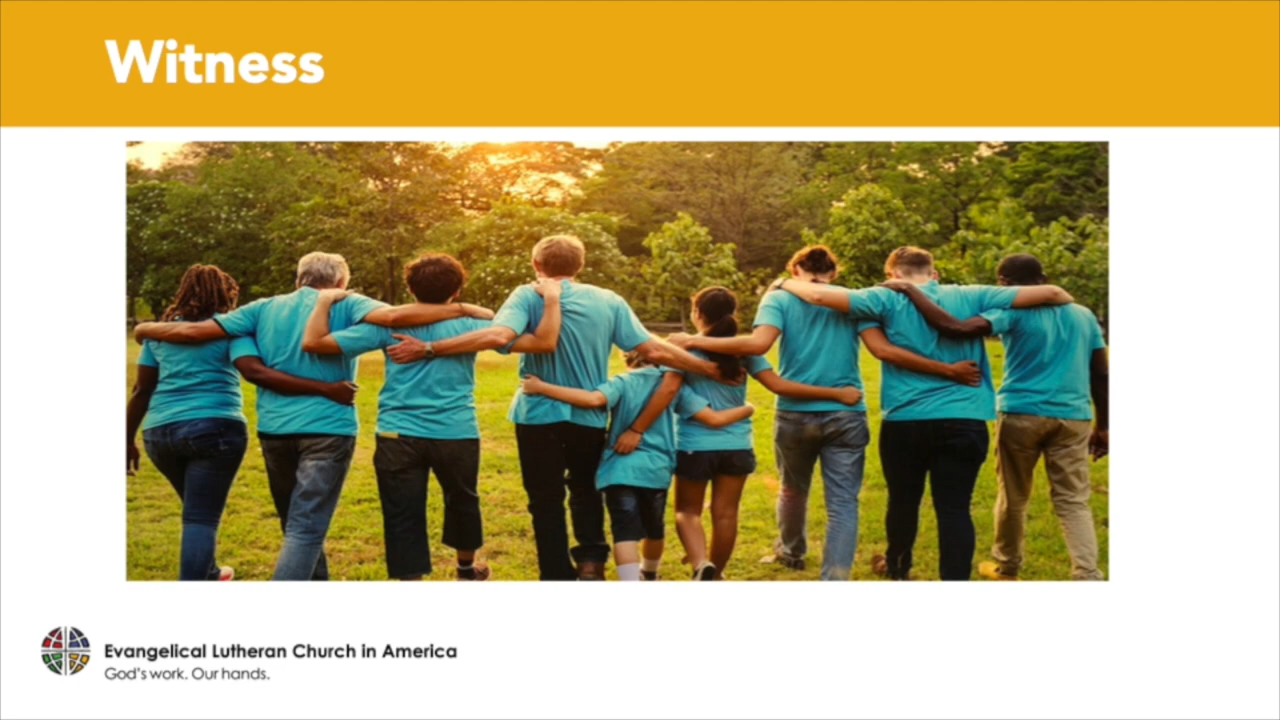 Witness
Evangelical Lutheran Church in America
God's work. Our hands.